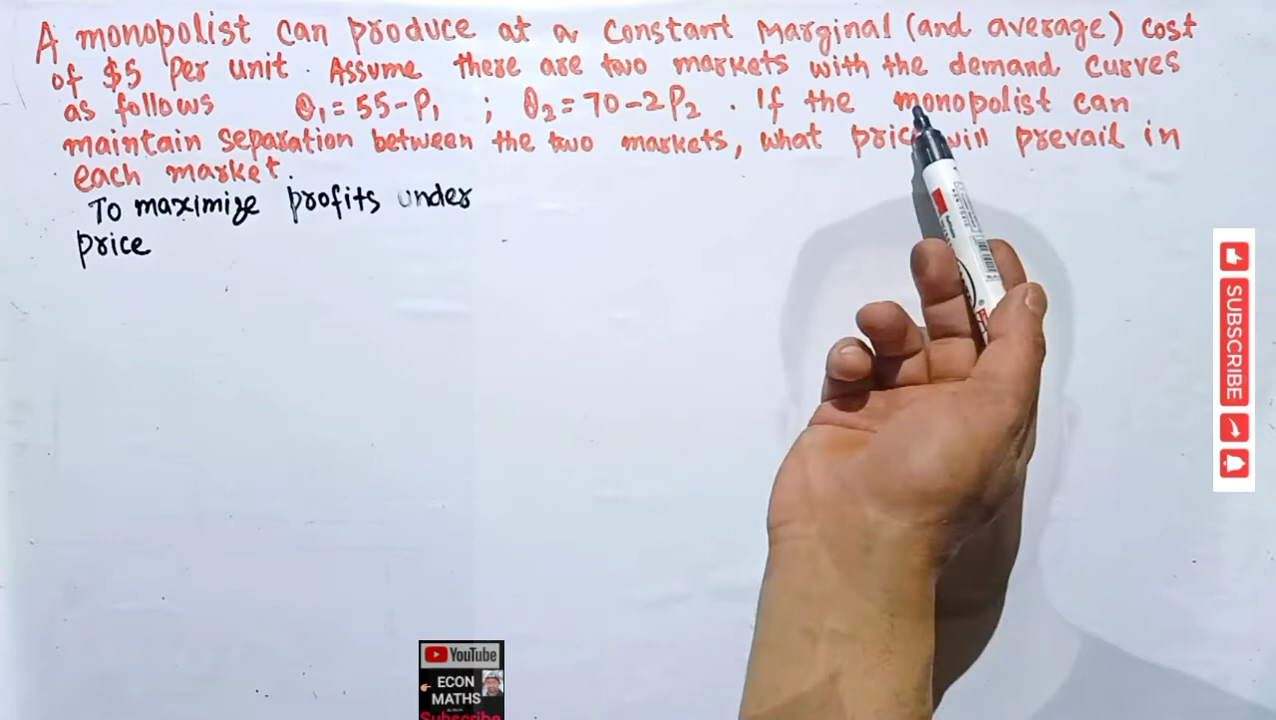 A monopolist can produce at a constant Marginal (and average) cost
of $5 per unit. Assume there are two markets with the demand curves
as follows Q₁ = 55 - P₁ ; Q₂ = 70 - 2P₂ . If the monopolist can
maintain separation between the two markets, what price will prevail in
each market.
To maximize profits under
price
SUBSCRIBE
YouTube
ECON
MATHS
Subscribe